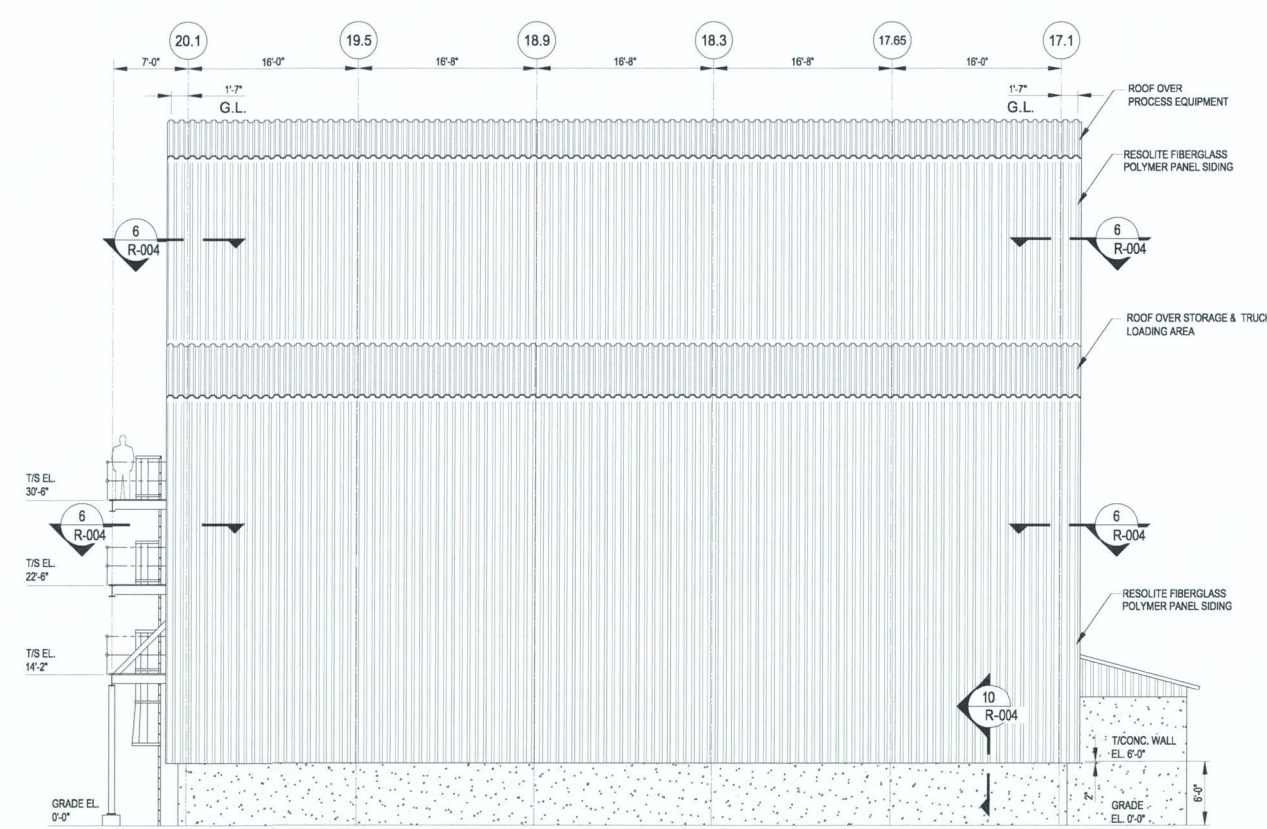 20.1
19.5
18.9
18.3
17.65
17.1
7'-0"
16'-0"
16'-8"
16'-8"
16'-8"
16'-0"
1'-7"
G.L.
1'-7"
G.L.
ROOF OVER
PROCESS EQUIPMENT
RESOLITE FIBERGLASS
POLYMER PANEL SIDING
6
R-004
6
R-004
ROOF OVER STORAGE & TRUCK
LOADING AREA
T/S EL.
30'-6"
6
R-004
6
R-004
T/S EL.
22'-6"
RESOLITE FIBERGLASS
POLYMER PANEL SIDING
T/S EL.
14'-2"
10
R-004
T/CONC. WALL
EL. 6'-0"
2"
6'-0"
GRADE EL.
0'-0"
GRADE
EL. 0'-0"